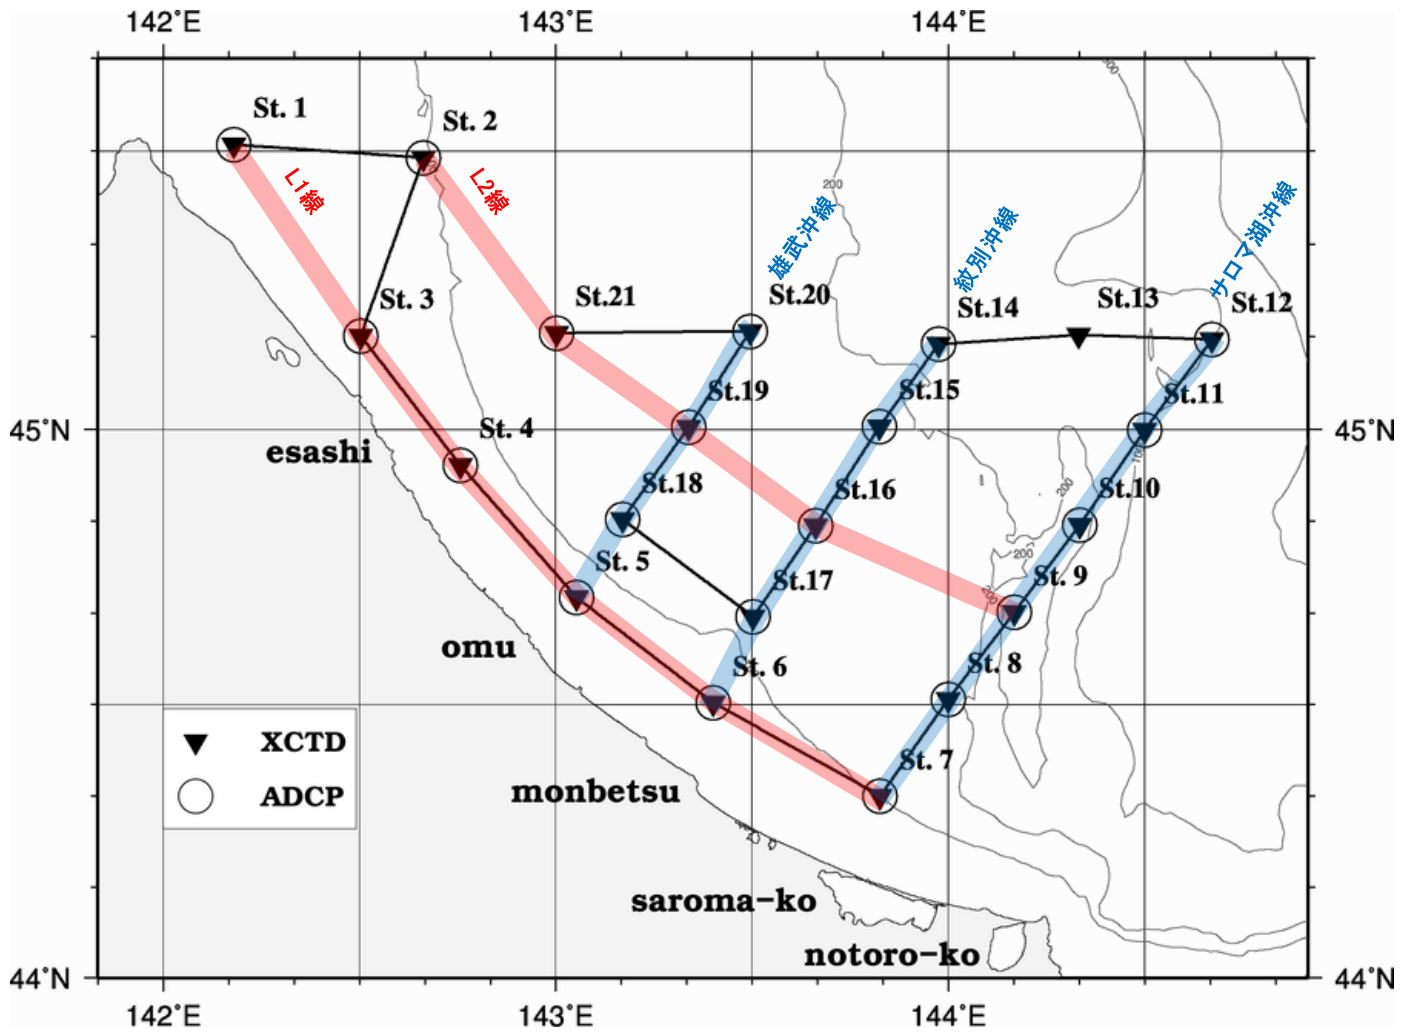 142°E 143°E 144°E
St. 1
St. 2
L1線
L2線
200
雄武沖線
紋別沖線
サロマ湖沖線
St. 3
St.21
St.20
St.14
St.13
St.12
St.19
St.15
St.11
45°N 45°N
esashi
St. 4
St.18
St.16
St.10
100
200
200
St. 5
St.17
St. 9
200
omu
St. 6
St. 8
XCTD
ADCP
monbetsu
St. 7
saroma-ko
notoro-ko
44°N 44°N
142°E 143°E 144°E